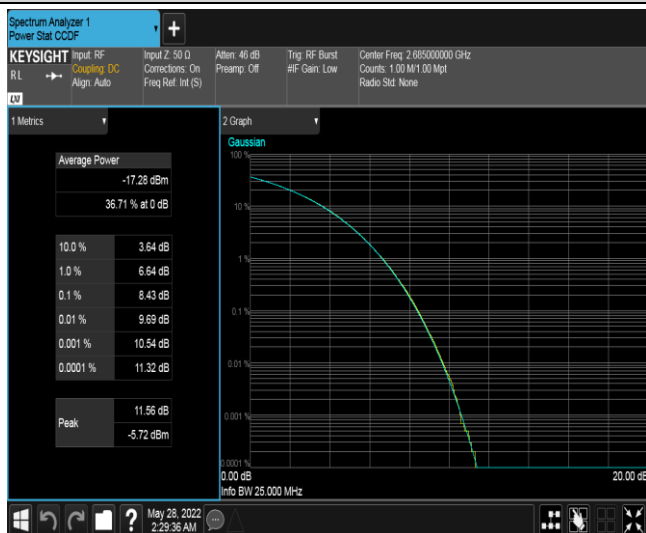 Spectrum Analyzer 1
Power Stat CCDF
+
KEYSIGHT
RL
LXI
Input: RF
Coupling: DC
Align: Auto
Input Z: 50 Ω
Corrections: On
Freq Ref: Int (S)
Atten: 46 dB
Preamp: Off
Trig: RF Burst
#IF Gain: Low
Center Freq: 2.685000000 GHz
Counts: 1.00 M/1.00 Mpt
Radio Std: None
1 Metrics
Average Power
-17.28 dBm
36.71 % at 0 dB
10.0 % 3.64 dB
1.0 % 6.64 dB
0.1 % 8.43 dB
0.01 % 9.69 dB
0.001 % 10.54 dB
0.0001 % 11.32 dB
Peak
11.56 dB
-5.72 dBm
2 Graph
Gaussian
100 %
10 %
1 %
0.1 %
0.01 %
0.001 %
0.0001 %
0.00 dB 20.00 dB
Info BW 25.000 MHz
?
May 28, 2022
2:29:36 AM